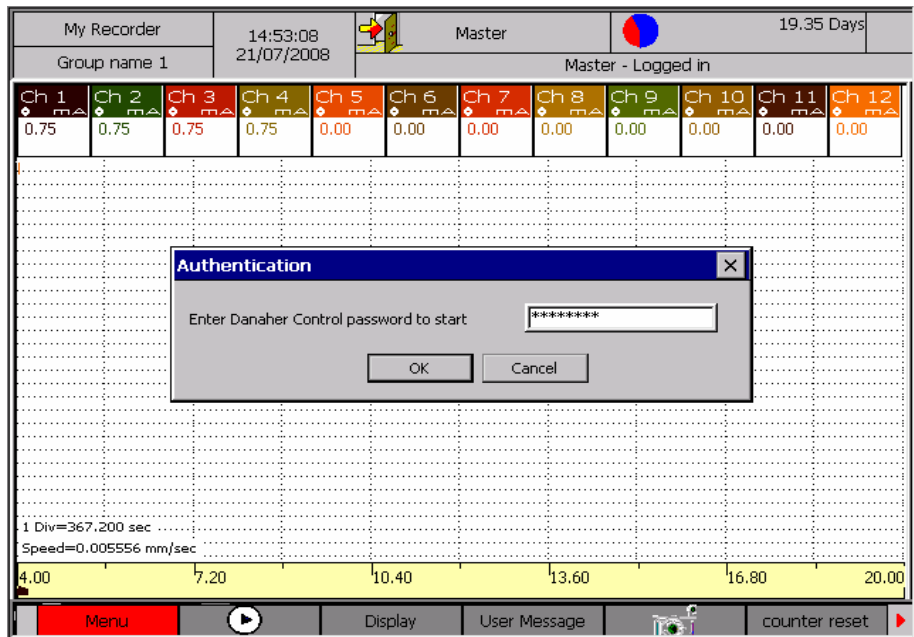 My Recorder
Group name 1
14:53:08
21/07/2008
Master
19.35 Days
Master - Logged in
Ch 1 Ch 2 Ch 3 Ch 4 Ch 5 Ch 6 Ch 7 Ch 8 Ch 9 Ch 10 Ch 11 Ch 12
mA mA mA mA mA mA mA mA mA mA mA mA
0.75 0.75 0.75 0.75 0.00 0.00 0.00 0.00 0.00 0.00 0.00 0.00
Authentication
Enter Danaher Control password to start ********
OK Cancel
1 Div=367.200 sec
Speed=0.005556 mm/sec
4.00 7.20 10.40 13.60 16.80 20.00
Menu Display User Message counter reset